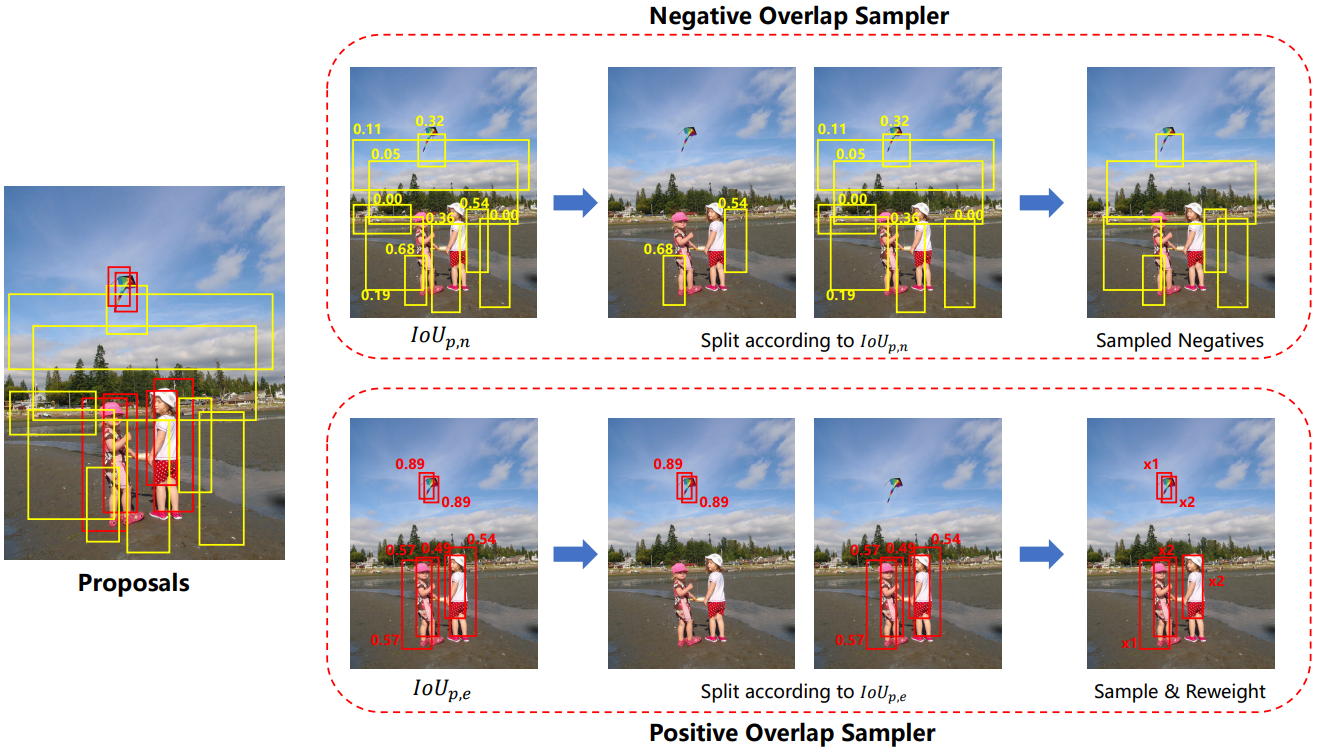 Negative Overlap Sampler
0.11
0.32
0.05
0.00
0.54
0.36
0.00
0.68
0.19
0.54
0.68
0.11
0.32
0.05
0.00
0.36
0.00
0.19
IoU_{p,n}
Split according to IoU_{p,n}
Sampled Negatives
Proposals
0.89
0.89
0.57 0.49 0.54
0.57
0.89
0.89
0.57 0.49 0.54
0.57
x1
x2
x2
x2
x1
IoU_{p,e}
Split according to IoU_{p,e}
Sample & Reweight
Positive Overlap Sampler